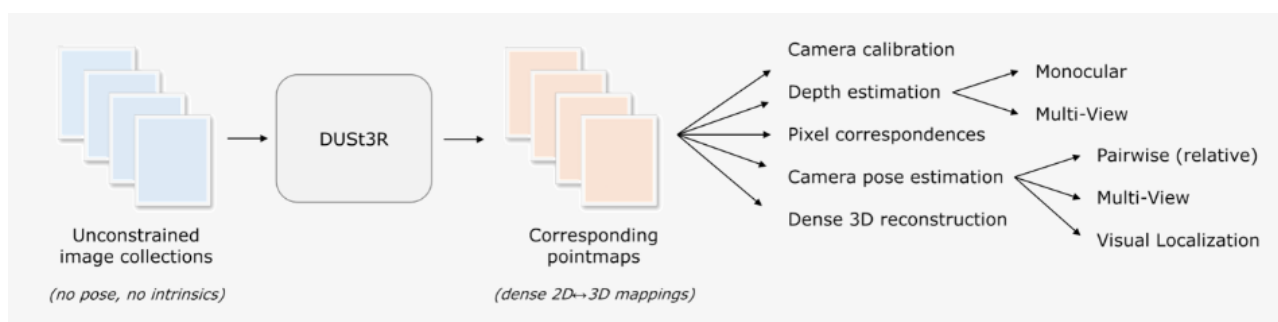 Unconstrained
image collections
(no pose, no intrinsics)
DUSt3R
Corresponding
pointmaps
(dense 2D↔3D mappings)
Camera calibration
Depth estimation
Monocular
Multi-View
Pixel correspondences
Camera pose estimation
Pairwise (relative)
Multi-View
Visual Localization
Dense 3D reconstruction